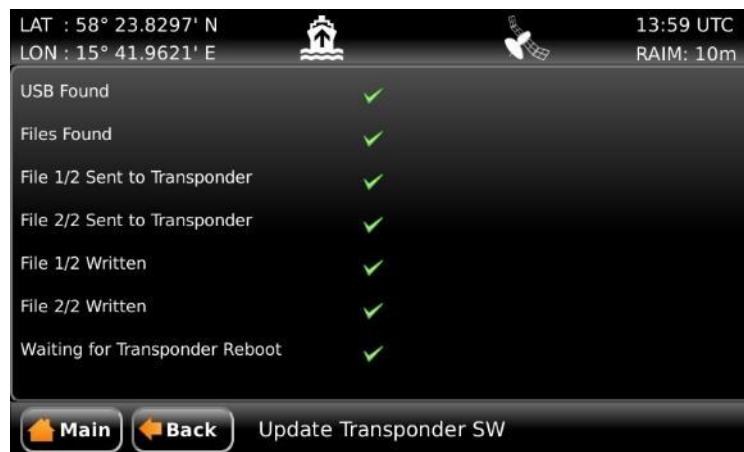 LAT : 58° 23.8297' N
LON : 15° 41.9621' E
13:59 UTC
RAIM: 10m
USB Found
Files Found
File 1/2 Sent to Transponder
File 2/2 Sent to Transponder
File 1/2 Written
File 2/2 Written
Waiting for Transponder Reboot
Main
Back
Update Transponder SW